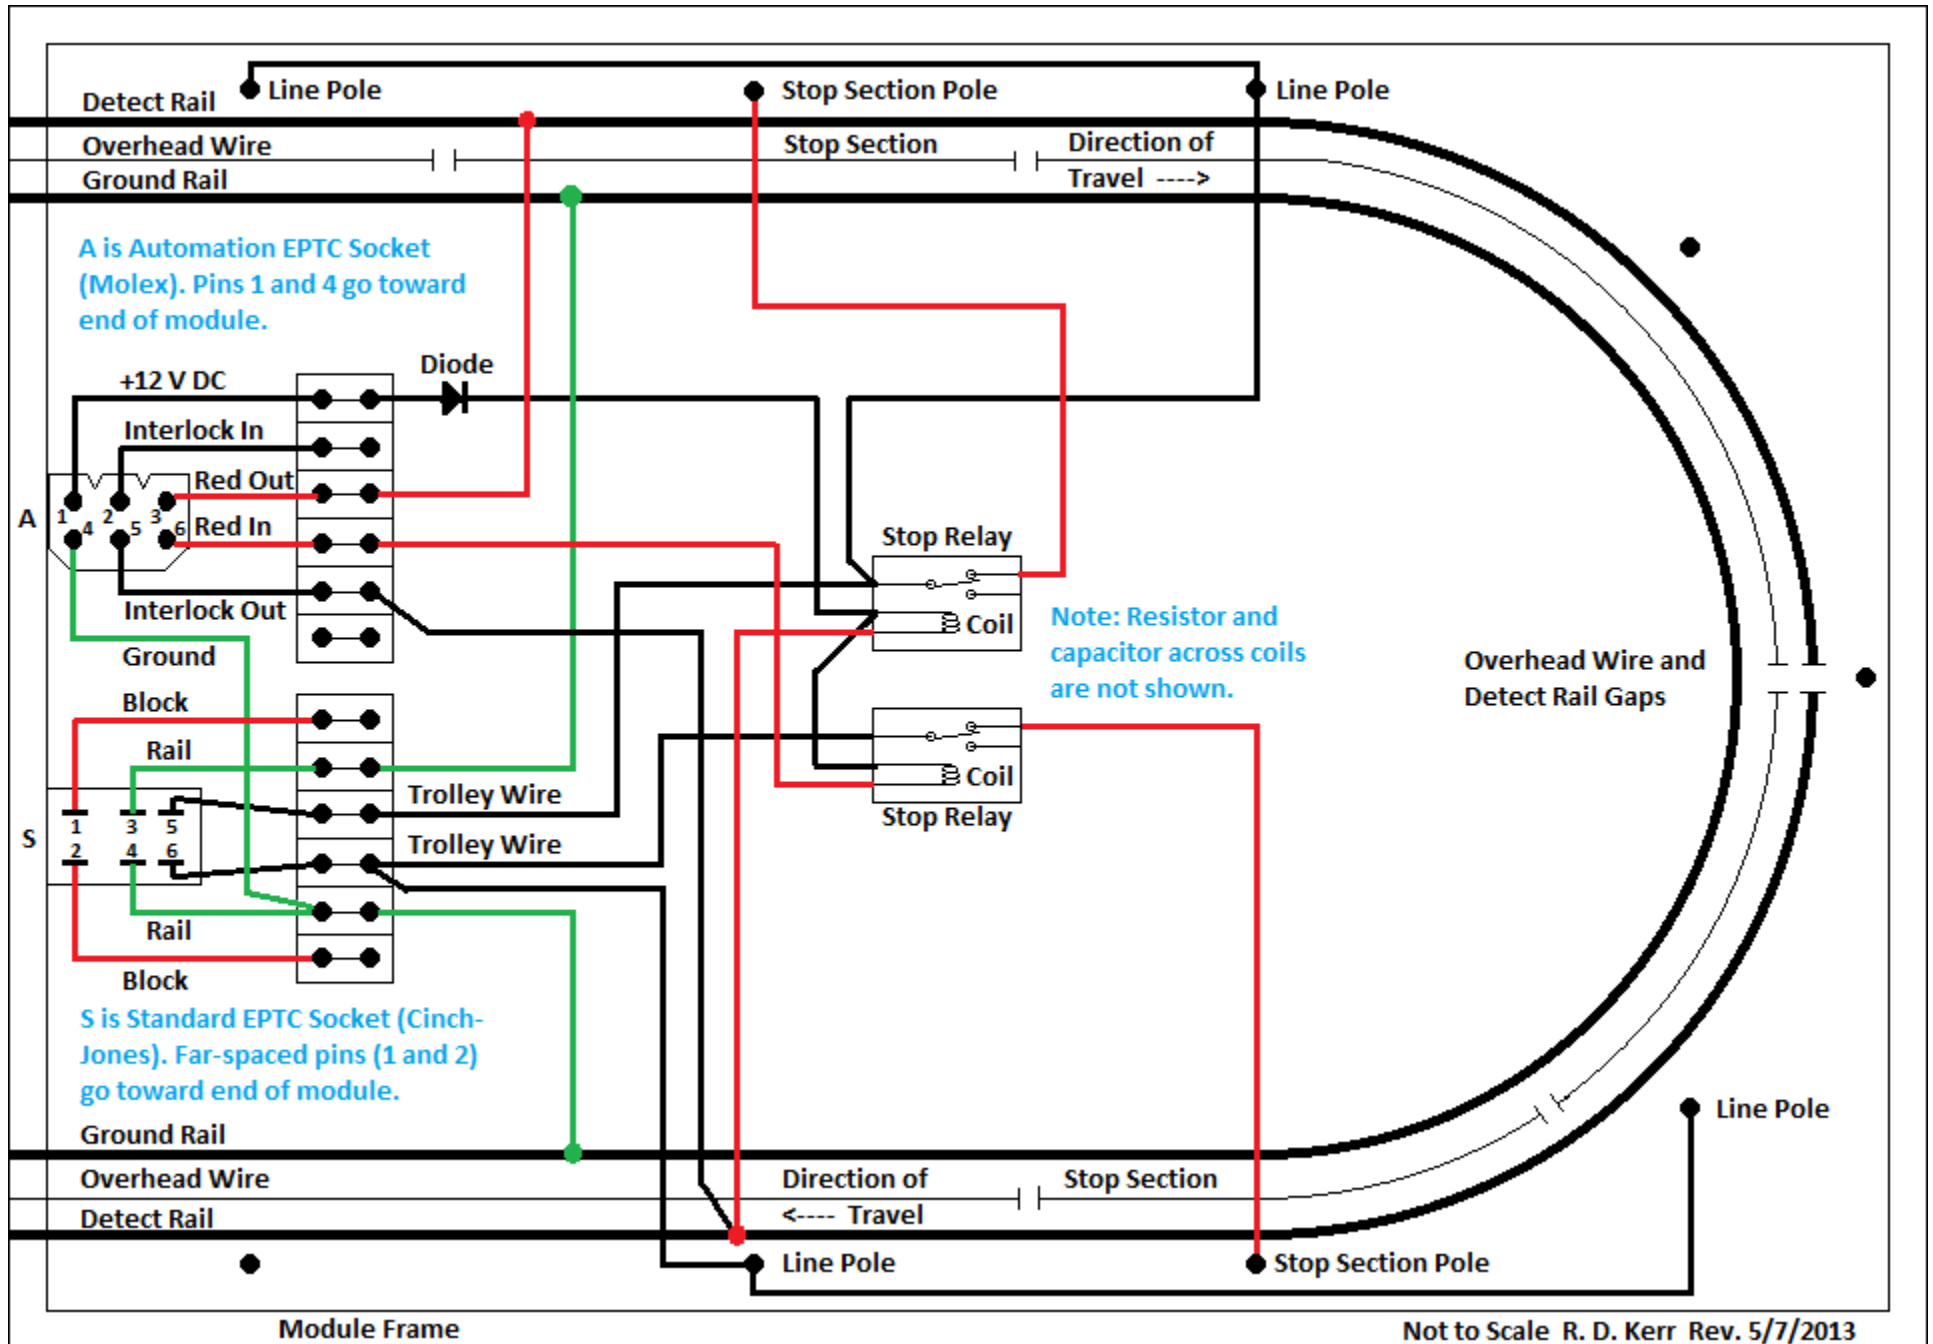 Line Pole
Stop Section Pole
Line Pole
Detect Rail
Overhead Wire
Stop Section
Direction of
Travel ---->
Ground Rail
A is Automation EPTC Socket
(Molex). Pins 1 and 4 go toward
end of module.
Diode
+12 V DC
Interlock In
Red Out
A
1 2 3
4 5 6
Red In
Interlock Out
Ground
Stop Relay
Coil
Note: Resistor and
capacitor across coils
are not shown.
Overhead Wire and
Detect Rail Gaps
Block
Rail
Coil
Stop Relay
Trolley Wire
S
1 3 5
2 4 6
Trolley Wire
Rail
Block
S is Standard EPTC Socket (Cinch-
Jones). Far-spaced pins (1 and 2)
go toward end of module.
Line Pole
Ground Rail
Overhead Wire
Direction of
<---- Travel
Stop Section
Detect Rail
Line Pole
Stop Section Pole
Module Frame
Not to Scale R. D. Kerr Rev. 5/7/2013